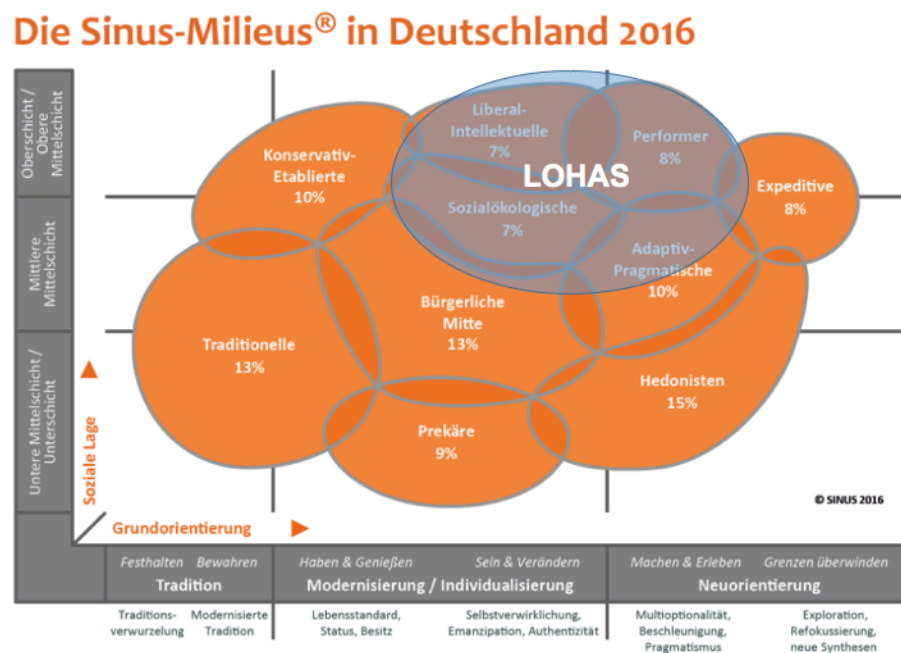 Die Sinus-Milieus® in Deutschland 2016
Oberschicht /
Obere
Mittelschicht
Mittlere
Mittelschicht
Untere Mittelschicht /
Unterschicht
Soziale Lage
Konservativ-
Etablierte
10%
Liberal-
Intellektuelle
7%
Performer
8%
LOHAS
Expeditive
8%
Sozialökologische
7%
Adaptiv-
Pragmatische
10%
Bürgerliche
Mitte
13%
Traditionelle
13%
Hedonisten
15%
Prekäre
9%
© SINUS 2016
Grundorientierung
Festhalten
Bewahren
Tradition
Haben & Genießen
Sein & Verändern
Modernisierung / Individualisierung
Machen & Erleben
Grenzen überwinden
Neuorientierung
Traditions-
verwurzelung
Modernisierte
Tradition
Lebensstandard,
Status, Besitz
Selbstverwirklichung,
Emanzipation, Authentizität
Multioptionalität,
Beschleunigung,
Pragmatismus
Exploration,
Refokussierung,
neue Synthesen